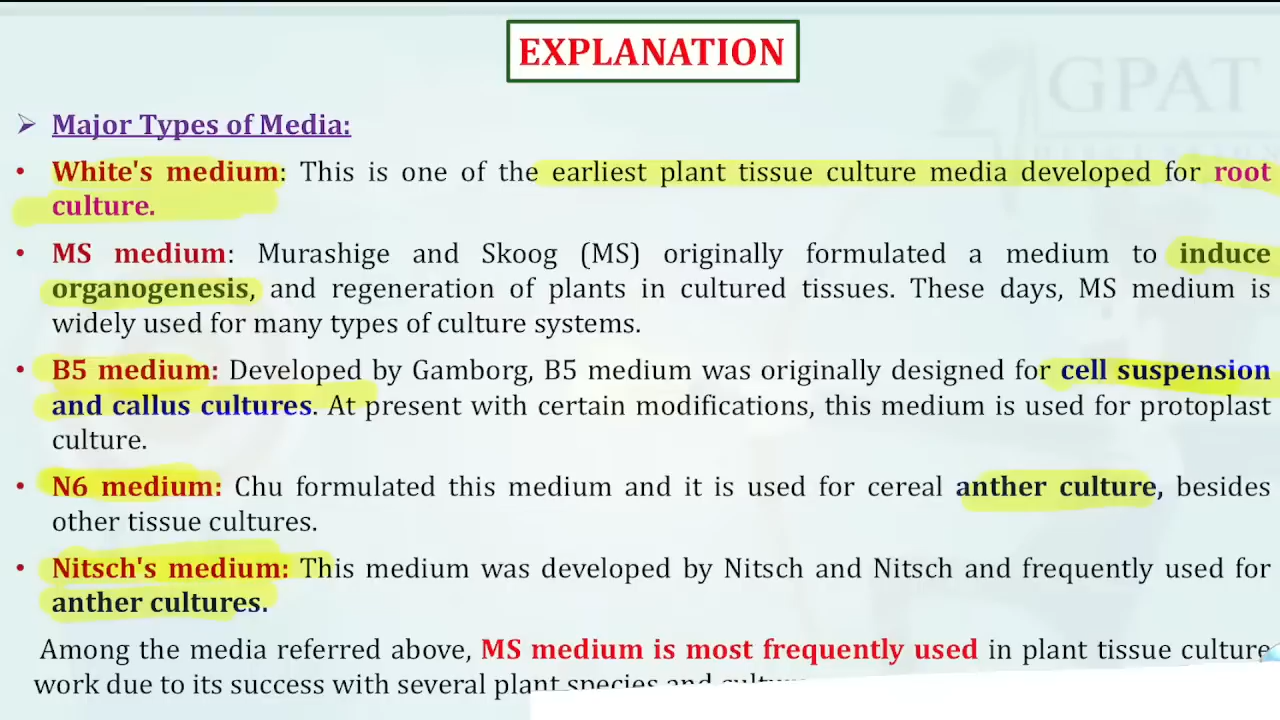 EXPLANATION
GPAT
➢ Major Types of Media:
• White's medium: This is one of the earliest plant tissue culture media developed for root
culture.
• MS medium: Murashige and Skoog (MS) originally formulated a medium to induce
organogenesis, and regeneration of plants in cultured tissues. These days, MS medium is
widely used for many types of culture systems.
• B5 medium: Developed by Gamborg, B5 medium was originally designed for cell suspension
and callus cultures. At present with certain modifications, this medium is used for protoplast
culture.
• N6 medium: Chu formulated this medium and it is used for cereal anther culture, besides
other tissue cultures.
• Nitsch's medium: This medium was developed by Nitsch and Nitsch and frequently used for
anther cultures.
Among the media referred above, MS medium is most frequently used in plant tissue culture
work due to its success with several plant species and